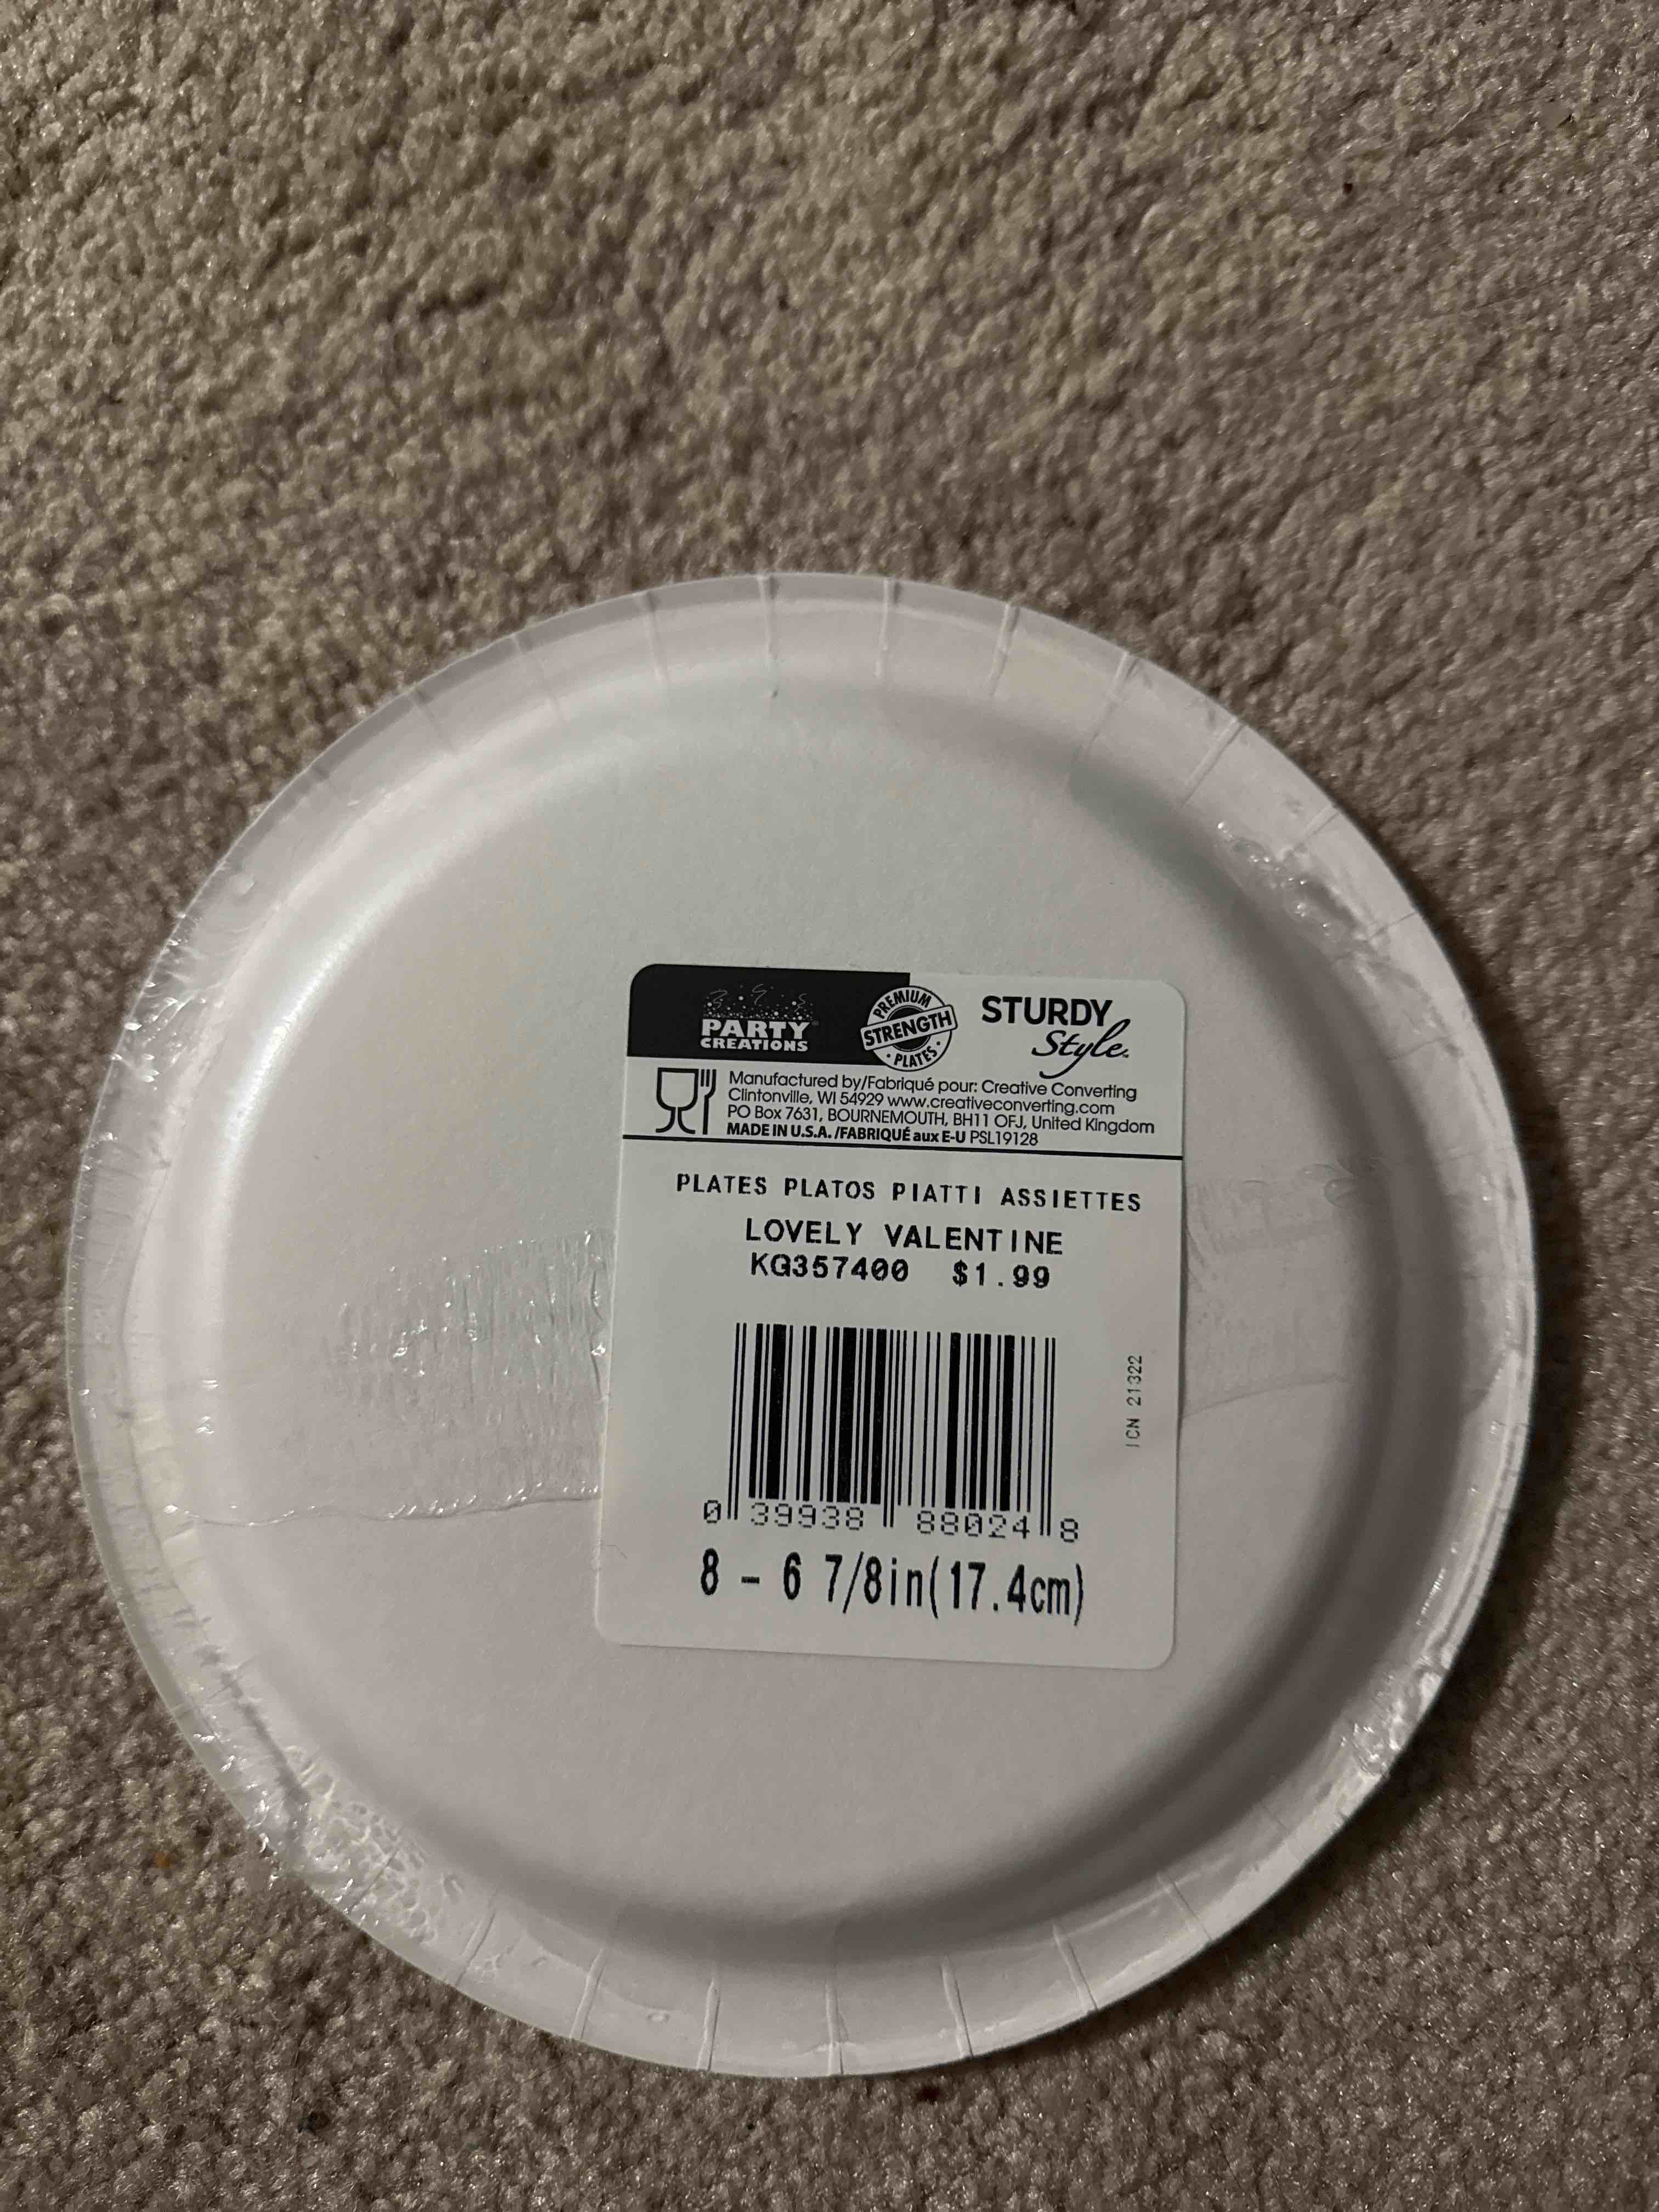 PARTY
CREATIONS
PREMIUM
STRENGTH
• PLATES •
STURDY
Style™
Manufactured by/Fabriqué pour: Creative Converting
Clintonville, WI 54929 www.creativeconverting.com
PO Box 7631, BOURNEMOUTH, BH11 OFJ, United Kingdom
MADE IN U.S.A. /FABRIQUÉ aux E-U PSL19128
PLATES PLATOS PIATTI ASSIETTES
LOVELY VALENTINE
KG357400 $1.99
ICN 21322
0 39938 88024 8
8 - 6 7/8in(17.4cm)